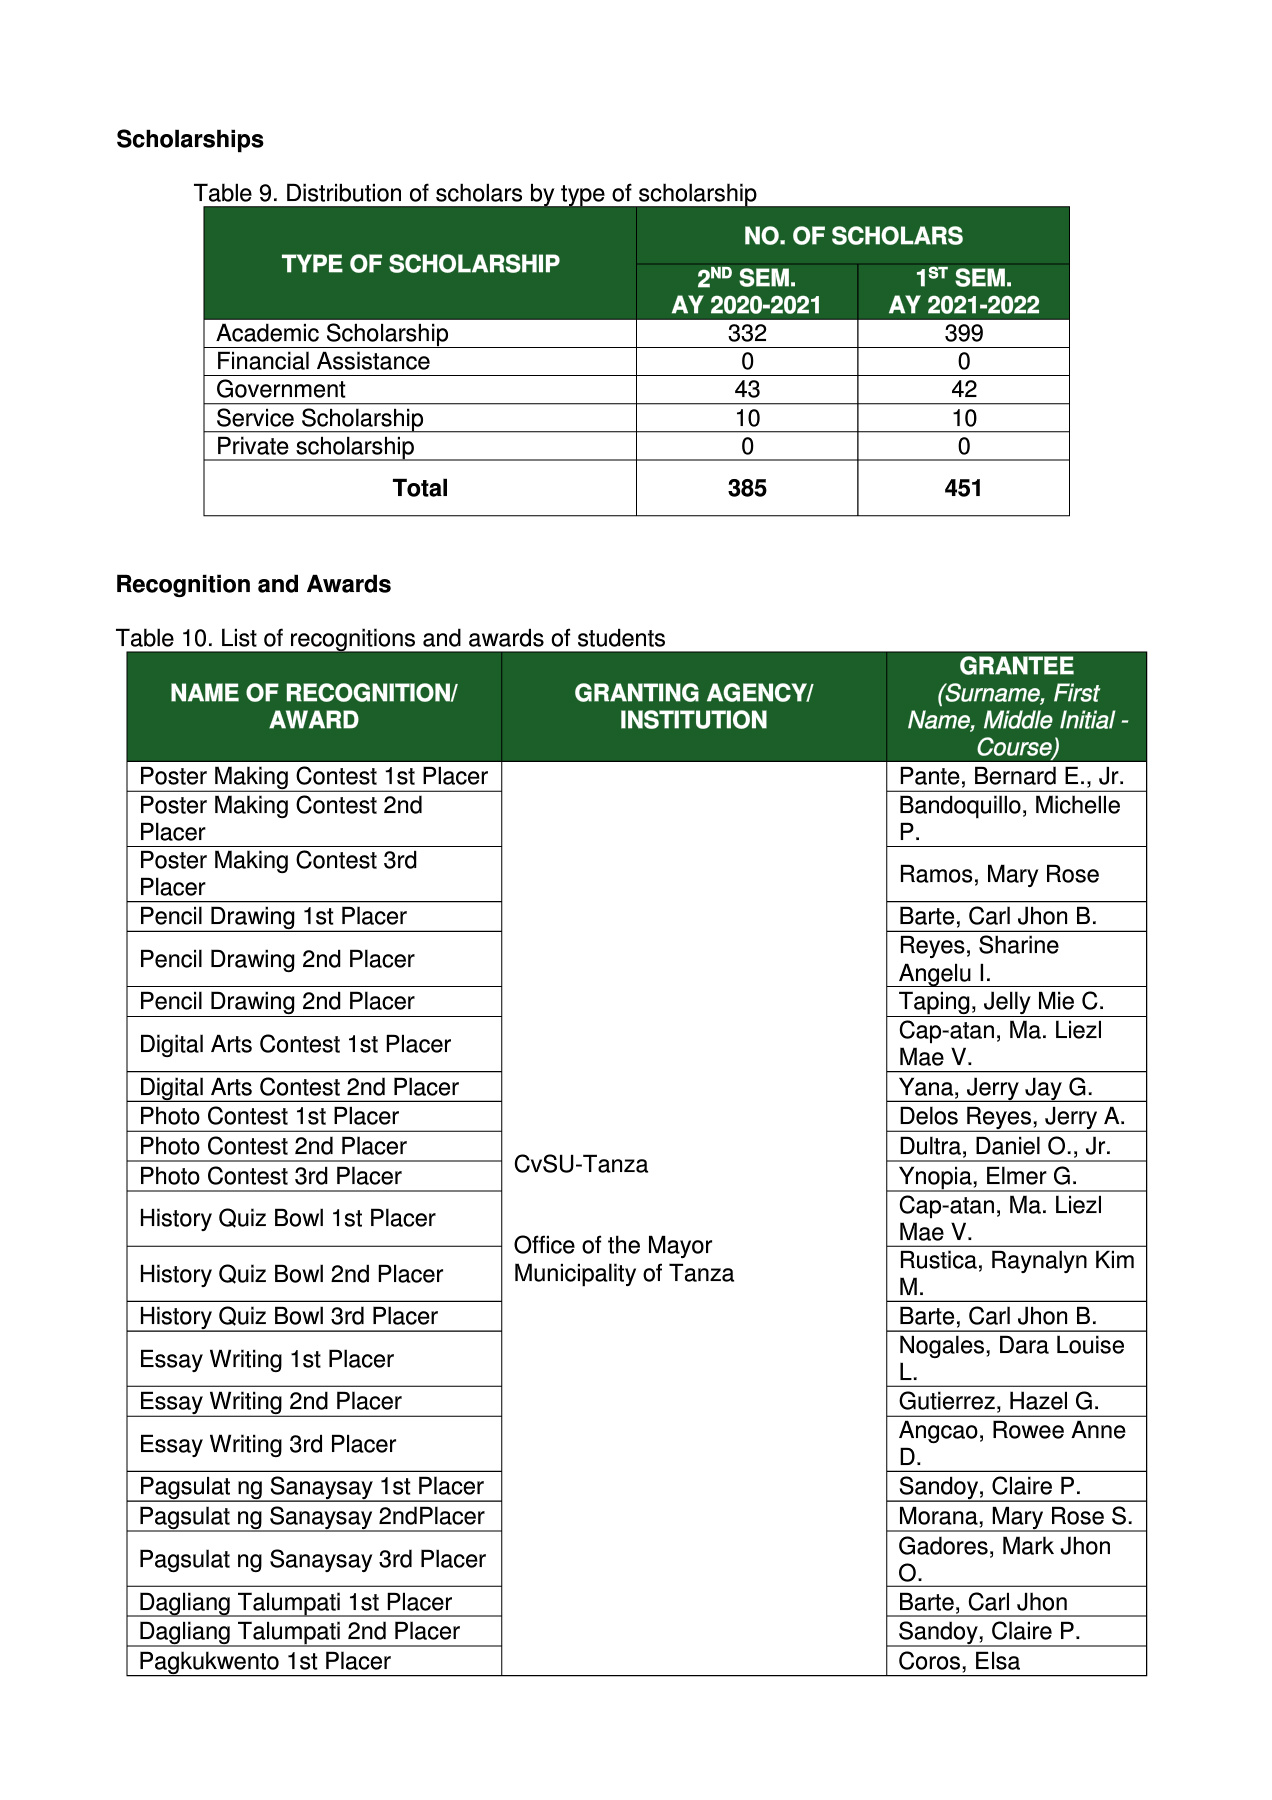 Scholarships
Table 9. Distribution of scholars by type of scholarship
TYPE OF SCHOLARSHIP
NO. OF SCHOLARS
2ND SEM.
AY 2020-2021
1ST SEM.
AY 2021-2022
Academic Scholarship 332 399
Financial Assistance 0 0
Government 43 42
Service Scholarship 10 10
Private scholarship 0 0
Total 385 451
Recognition and Awards
Table 10. List of recognitions and awards of students
NAME OF RECOGNITION/
AWARD
GRANTING AGENCY/
INSTITUTION
GRANTEE
(Surname, First
Name, Middle Initial -
Course)
Poster Making Contest 1st Placer
Pante, Bernard E., Jr.
Poster Making Contest 2nd
Placer
Bandoquillo, Michelle
P.
Poster Making Contest 3rd
Placer
Ramos, Mary Rose
Pencil Drawing 1st Placer
Barte, Carl Jhon B.
Pencil Drawing 2nd Placer
Reyes, Sharine
Angelu I.
Pencil Drawing 2nd Placer
Taping, Jelly Mie C.
Digital Arts Contest 1st Placer
Cap-atan, Ma. Liezl
Mae V.
Digital Arts Contest 2nd Placer
Yana, Jerry Jay G.
Photo Contest 1st Placer
Delos Reyes, Jerry A.
Photo Contest 2nd Placer
Dultra, Daniel O., Jr.
CvSU-Tanza
Photo Contest 3rd Placer
Ynopia, Elmer G.
History Quiz Bowl 1st Placer
Cap-atan, Ma. Liezl
Mae V.
Office of the Mayor
Municipality of Tanza
History Quiz Bowl 2nd Placer
Rustica, Raynalyn Kim
M.
History Quiz Bowl 3rd Placer
Barte, Carl Jhon B.
Essay Writing 1st Placer
Nogales, Dara Louise
L.
Essay Writing 2nd Placer
Gutierrez, Hazel G.
Essay Writing 3rd Placer
Angcao, Rowee Anne
D.
Pagsulat ng Sanaysay 1st Placer
Sandoy, Claire P.
Pagsulat ng Sanaysay 2ndPlacer
Morana, Mary Rose S.
Pagsulat ng Sanaysay 3rd Placer
Gadores, Mark Jhon
O.
Dagliang Talumpati 1st Placer
Barte, Carl Jhon
Dagliang Talumpati 2nd Placer
Sandoy, Claire P.
Pagkukwento 1st Placer
Coros, Elsa